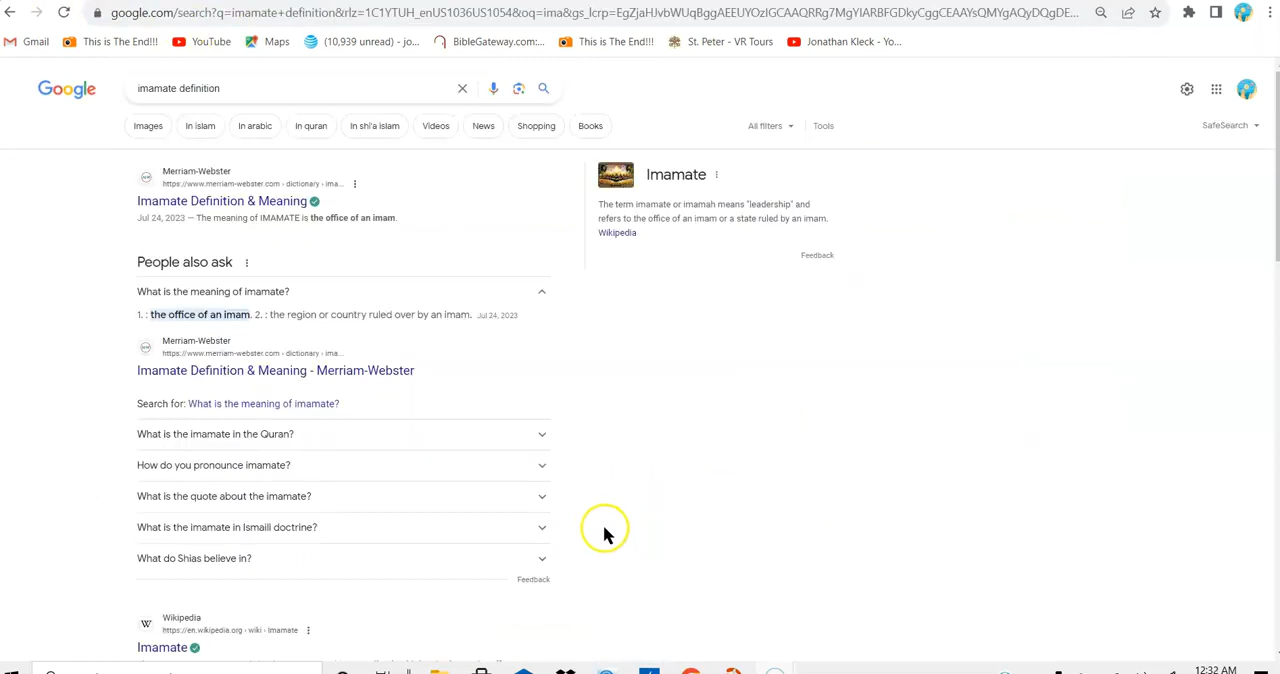 google.com/search?q=imamate+definition&rlz=1C1YTUH_enUS1036US1054&oq=ima&gs_lcrp=EgZjaHJvbWUqBggAEEUYOzIGCAAQRRg7MgYIARBFGDkyCggCEAAYsQMYgAQyDQgDE...
Gmail This is The End!!! YouTube Maps (10,939 unread) - jo... BibleGateway.com:... This is The End!!! St. Peter - VR Tours Jonathan Kleck - Yo...
Google
imamate definition
Images In islam In arabic In quran In shi'a islam Videos News Shopping Books All filters Tools SafeSearch
Merriam-Webster
https://www.merriam-webster.com › dictionary › ima...
Imamate Definition & Meaning
Jul 24, 2023 — The meaning of IMAMATE is the office of an imam.
People also ask
What is the meaning of imamate?
1. : the office of an imam. 2. : the region or country ruled over by an imam. Jul 24, 2023
Merriam-Webster
https://www.merriam-webster.com › dictionary › ima...
Imamate Definition & Meaning - Merriam-Webster
Search for: What is the meaning of imamate?
What is the imamate in the Quran?
How do you pronounce imamate?
What is the quote about the imamate?
What is the imamate in Ismaili doctrine?
What do Shias believe in?
Feedback
W
Wikipedia
https://en.wikipedia.org › wiki › Imamate
Imamate
Imamate
The term imamate or imamah means "leadership" and
refers to the office of an imam or a state ruled by an imam.
Wikipedia
Feedback
12:32 AM